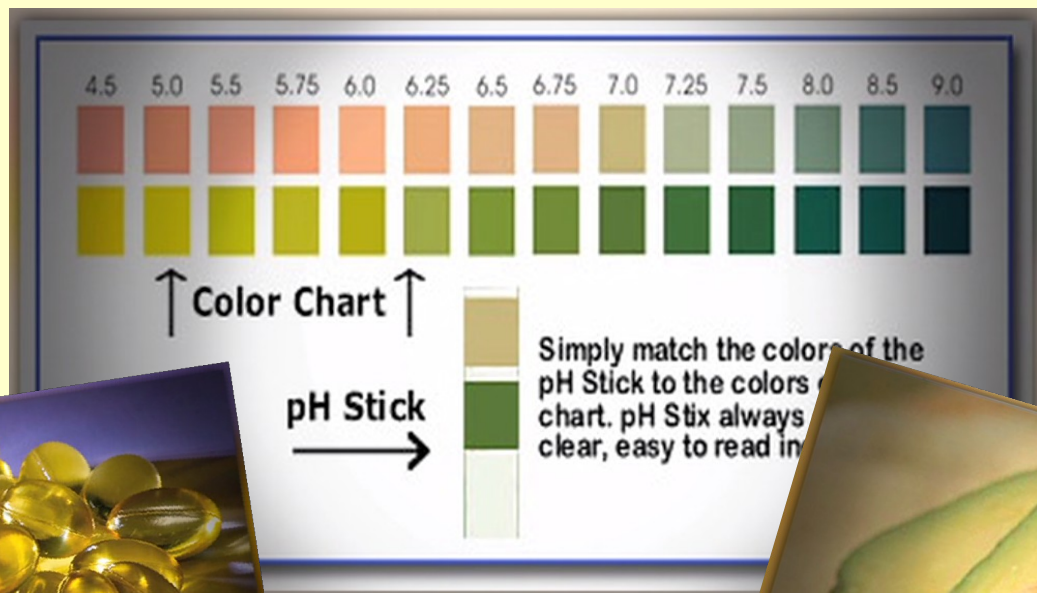 4.5 5.0 5.5 5.75 6.0 6.25 6.5 6.75 7.0 7.25 7.5 8.0 8.5 9.0
Color Chart
pH Stick
Simply match the colors of the
pH Stick to the colors
chart. pH Stix always
clear, easy to read